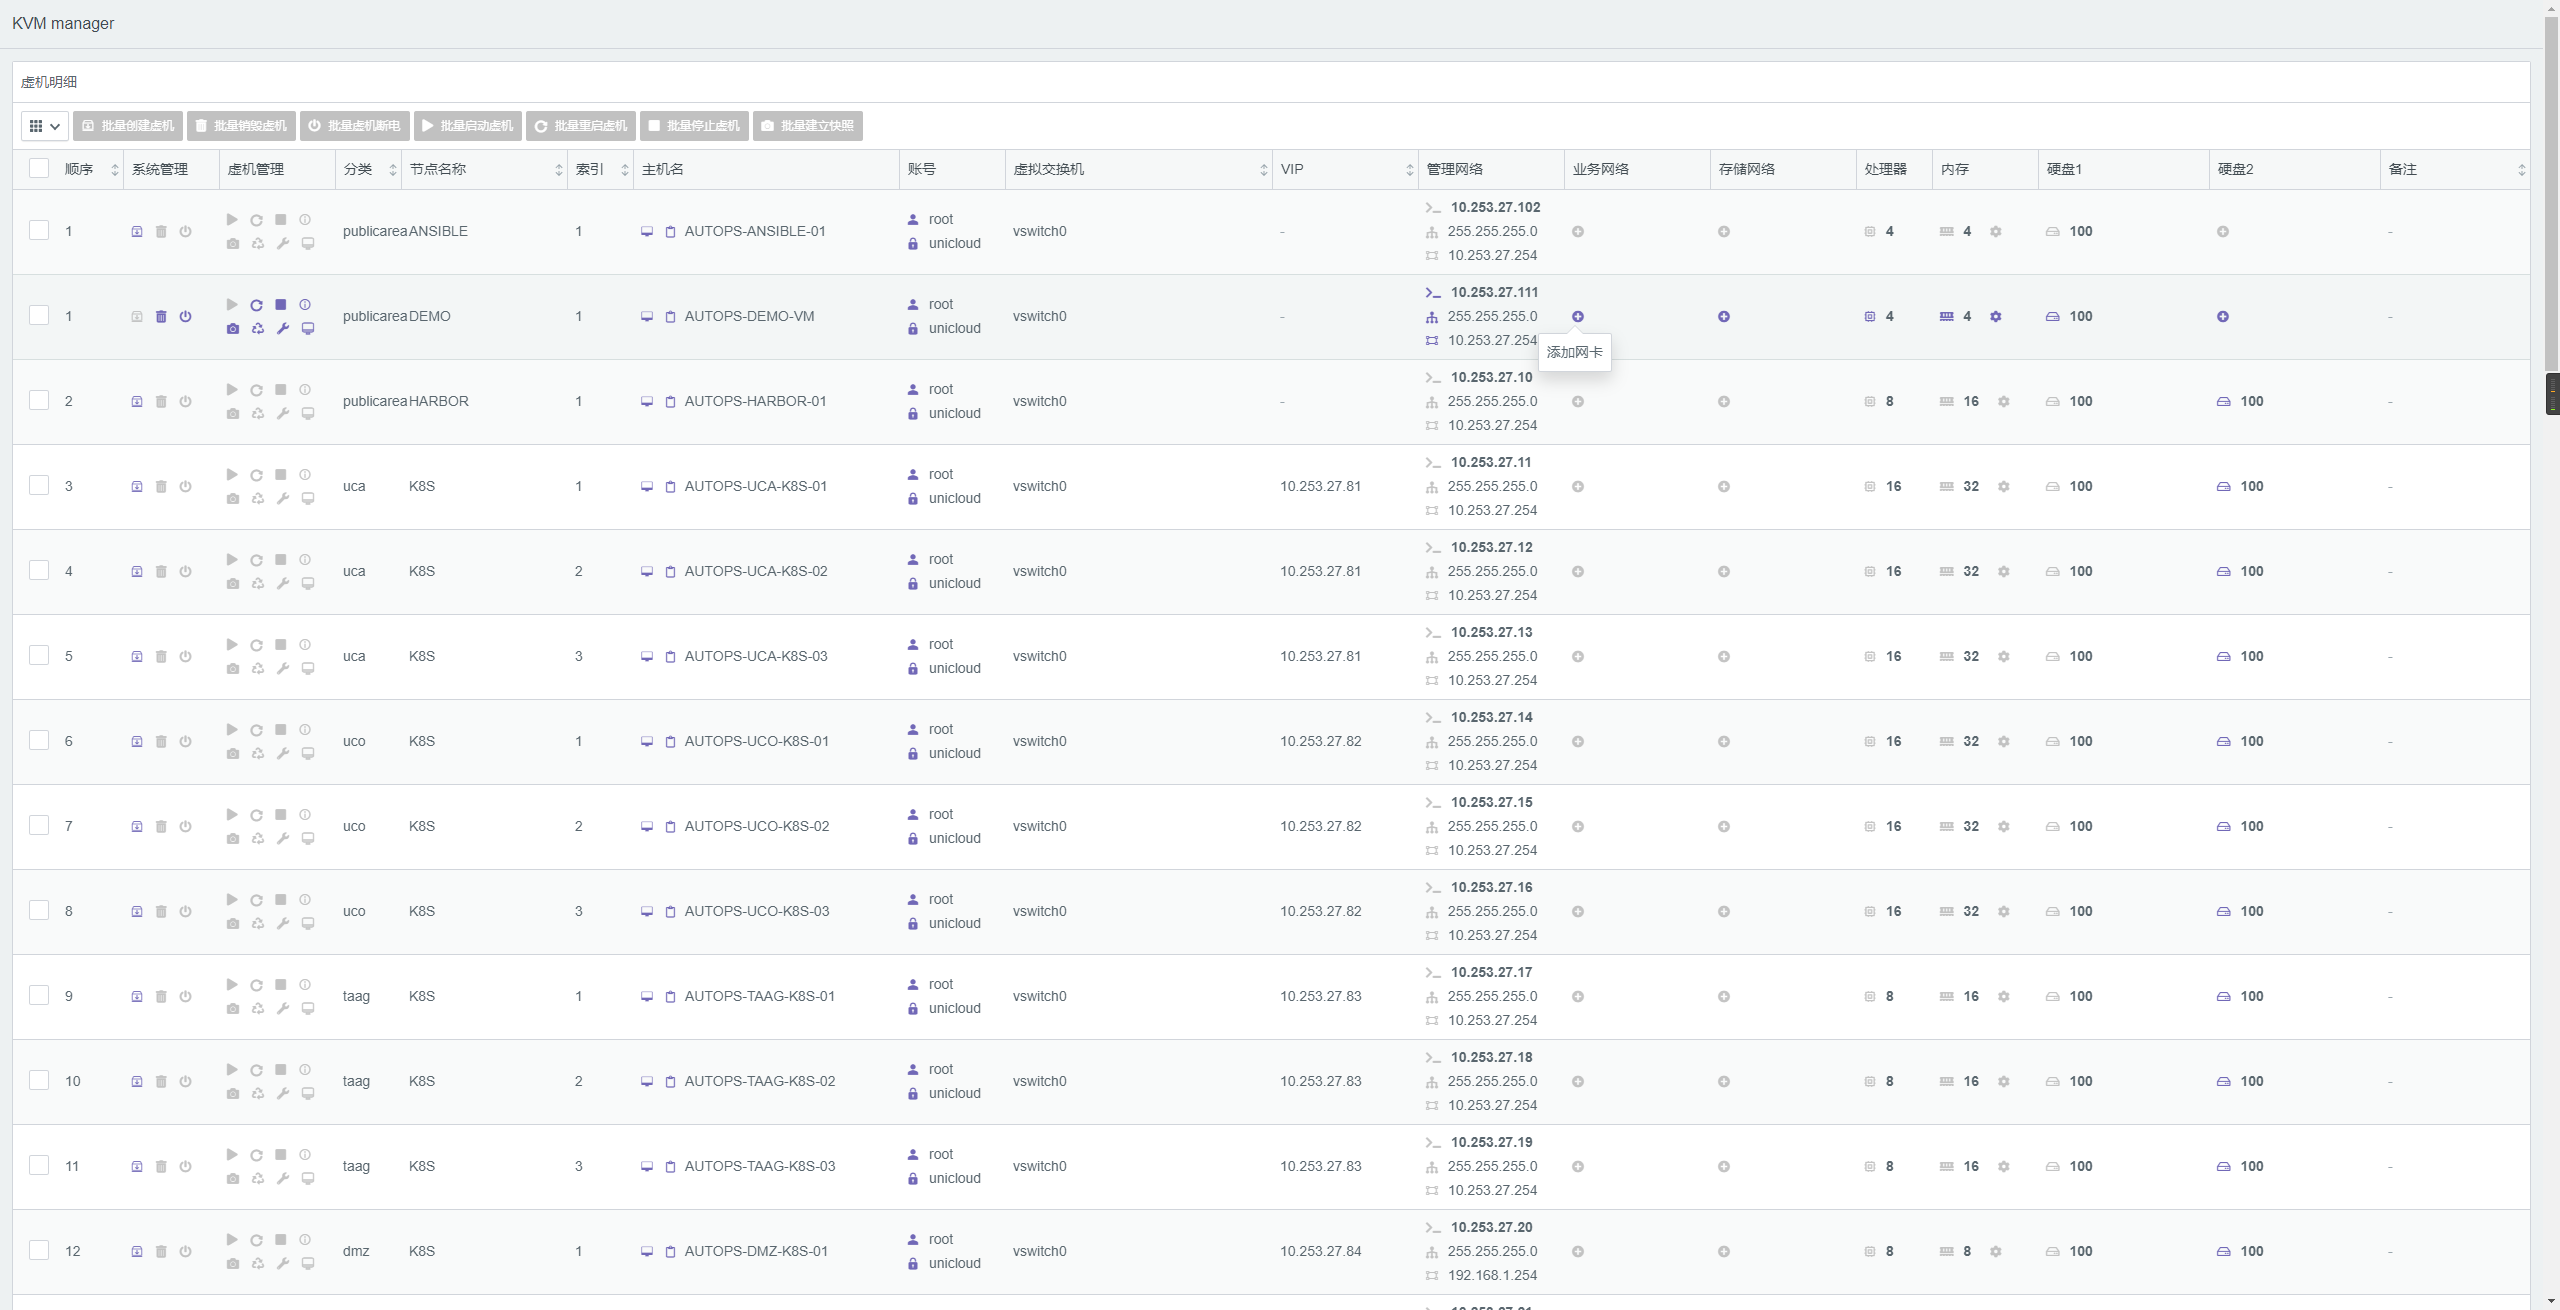 KVM manager
虚机明细
批量创建虚机 批量销毁虚机 批量虚机断电 批量启动虚机 批量重启虚机 批量停止虚机 批量建立快照
顺序 系统管理 虚机管理 分类 节点名称 索引 主机名 账号 虚拟交换机 VIP 管理网络 业务网络 存储网络 处理器 内存 硬盘1 硬盘2 备注
root 10.253.27.102
1 publicarea ANSIBLE 1 AUTOPS-ANSIBLE-01 vswitch0 - 255.255.255.0 4 4 100 -
unicloud 10.253.27.254
root 10.253.27.111
1 publicarea DEMO 1 AUTOPS-DEMO-VM vswitch0 - 255.255.255.0 4 4 100 -
unicloud 10.253.27.254
添加网卡
root 10.253.27.10
2 publicarea HARBOR 1 AUTOPS-HARBOR-01 vswitch0 - 255.255.255.0 8 16 100 100 -
unicloud 10.253.27.254
root 10.253.27.11
3 uca K8S 1 AUTOPS-UCA-K8S-01 vswitch0 10.253.27.81 255.255.255.0 16 32 100 100 -
unicloud 10.253.27.254
root 10.253.27.12
4 uca K8S 2 AUTOPS-UCA-K8S-02 vswitch0 10.253.27.81 255.255.255.0 16 32 100 100 -
unicloud 10.253.27.254
root 10.253.27.13
5 uca K8S 3 AUTOPS-UCA-K8S-03 vswitch0 10.253.27.81 255.255.255.0 16 32 100 100 -
unicloud 10.253.27.254
root 10.253.27.14
6 uco K8S 1 AUTOPS-UCO-K8S-01 vswitch0 10.253.27.82 255.255.255.0 16 32 100 100 -
unicloud 10.253.27.254
root 10.253.27.15
7 uco K8S 2 AUTOPS-UCO-K8S-02 vswitch0 10.253.27.82 255.255.255.0 16 32 100 100 -
unicloud 10.253.27.254
root 10.253.27.16
8 uco K8S 3 AUTOPS-UCO-K8S-03 vswitch0 10.253.27.82 255.255.255.0 16 32 100 100 -
unicloud 10.253.27.254
root 10.253.27.17
9 taag K8S 1 AUTOPS-TAAG-K8S-01 vswitch0 10.253.27.83 255.255.255.0 8 16 100 100 -
unicloud 10.253.27.254
root 10.253.27.18
10 taag K8S 2 AUTOPS-TAAG-K8S-02 vswitch0 10.253.27.83 255.255.255.0 8 16 100 100 -
unicloud 10.253.27.254
root 10.253.27.19
11 taag K8S 3 AUTOPS-TAAG-K8S-03 vswitch0 10.253.27.83 255.255.255.0 8 16 100 100 -
unicloud 10.253.27.254
root 10.253.27.20
12 dmz K8S 1 AUTOPS-DMZ-K8S-01 vswitch0 10.253.27.84 255.255.255.0 8 8 100 100 -
unicloud 192.168.1.254